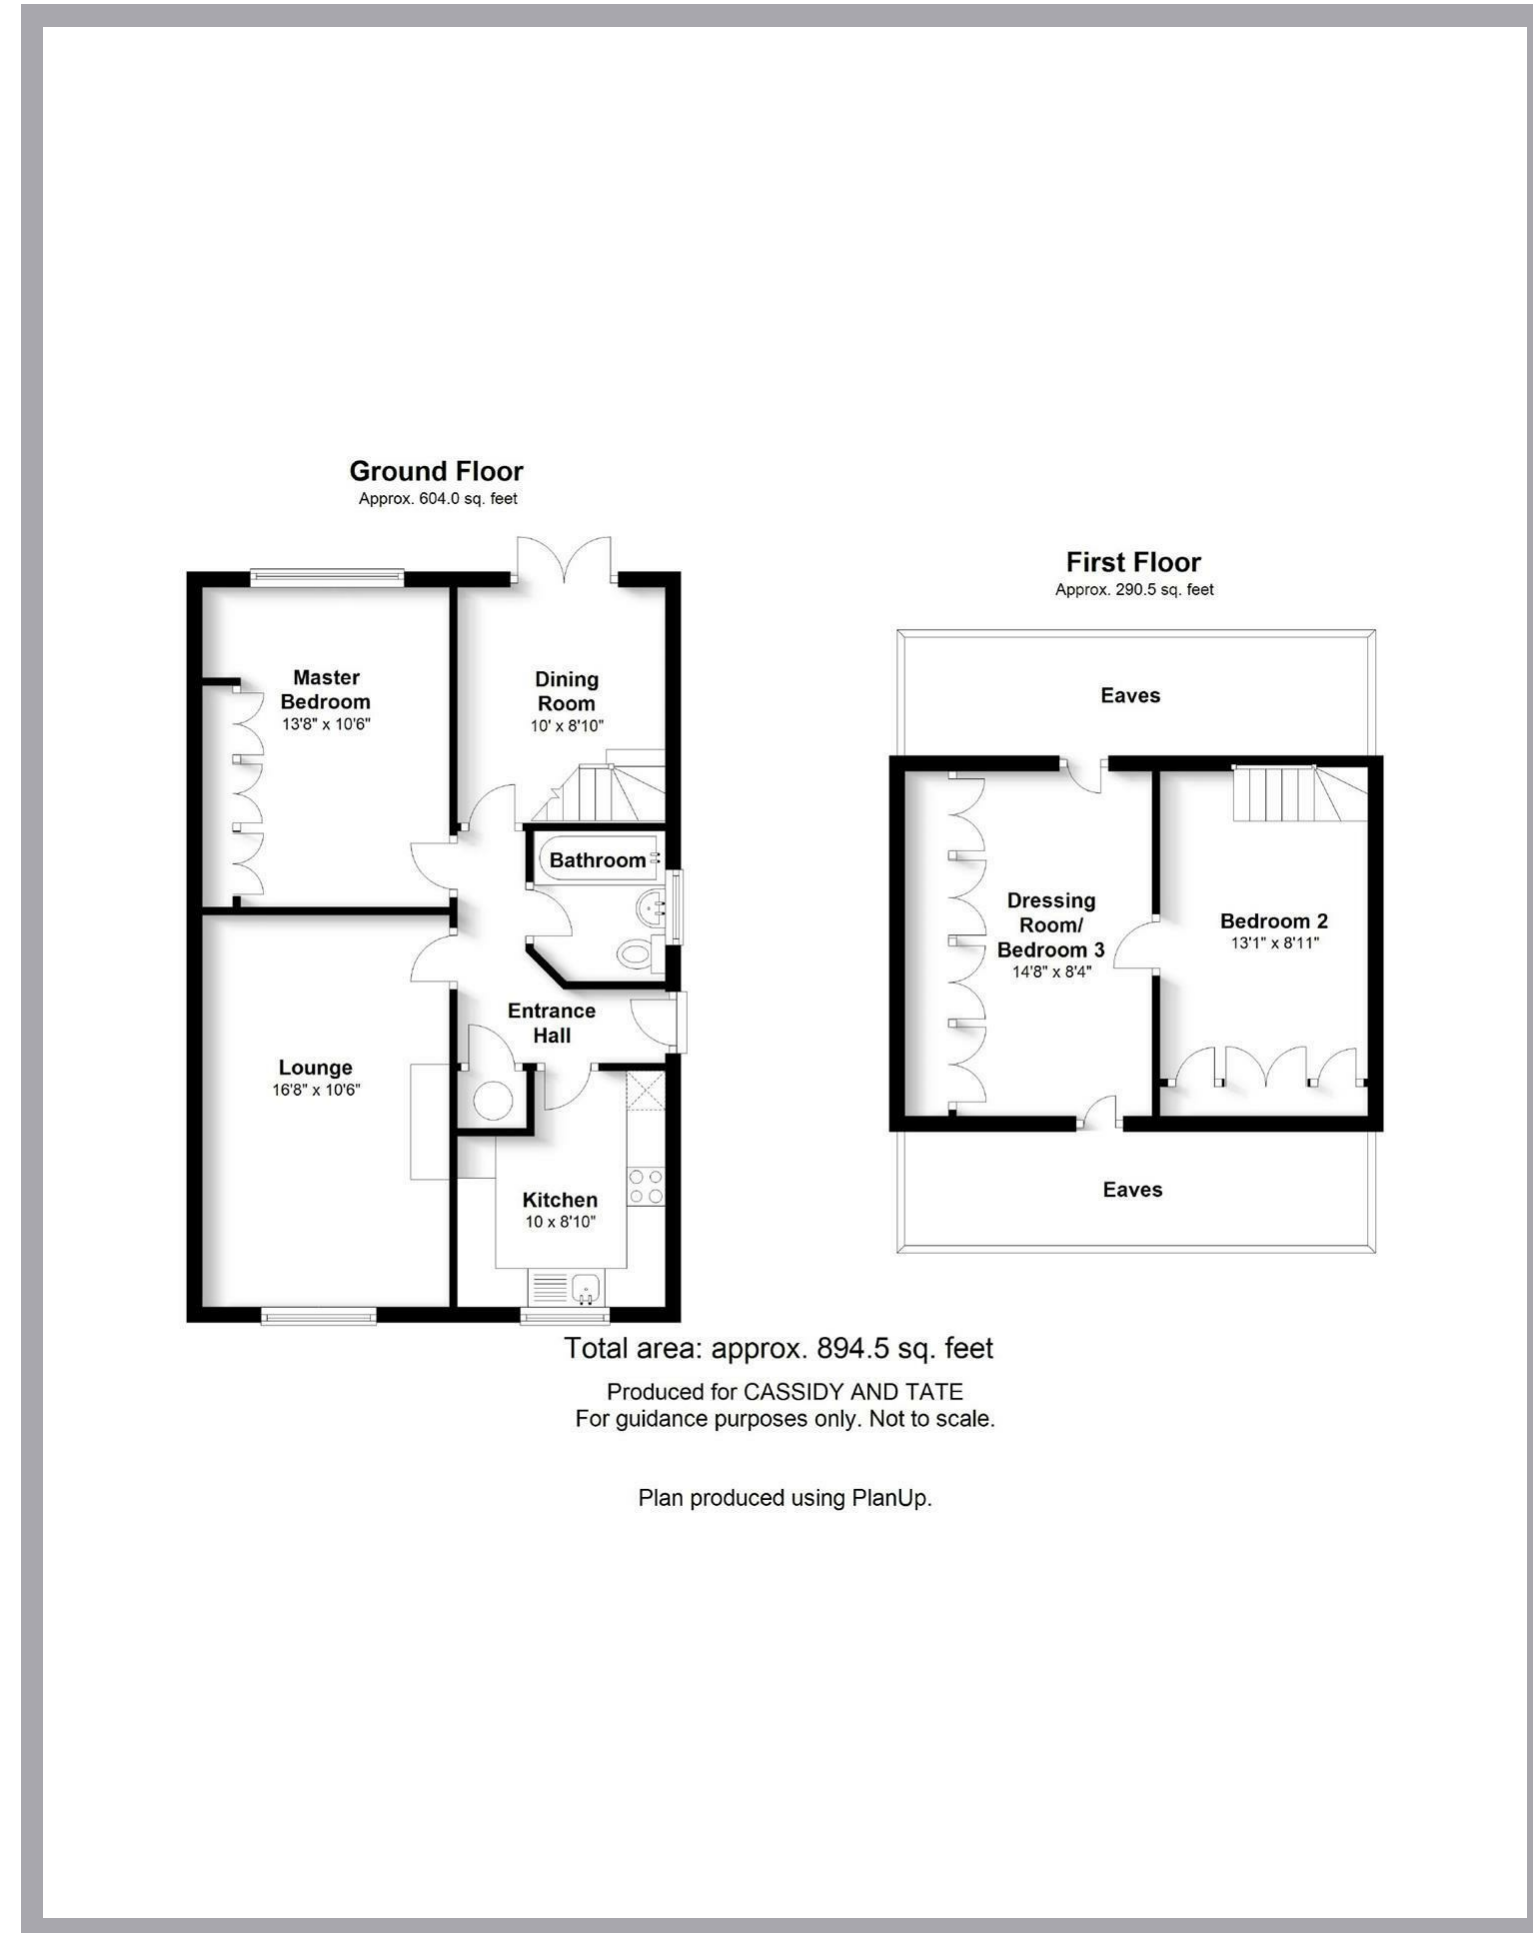 Ground Floor
Approx. 604.0 sq. feet
Master
Bedroom
13'8" x 10'6"
Dining
Room
10' x 8'10"
Bathroom
Entrance
Hall
Lounge
16'8" x 10'6"
Kitchen
10 x 8'10"
First Floor
Approx. 290.5 sq. feet
Eaves
Dressing
Room/
Bedroom 3
14'8" x 8'4"
Bedroom 2
13'1" x 8'11"
Eaves
Total area: approx. 894.5 sq. feet
Produced for CASSIDY AND TATE
For guidance purposes only. Not to scale.
Plan produced using PlanUp.